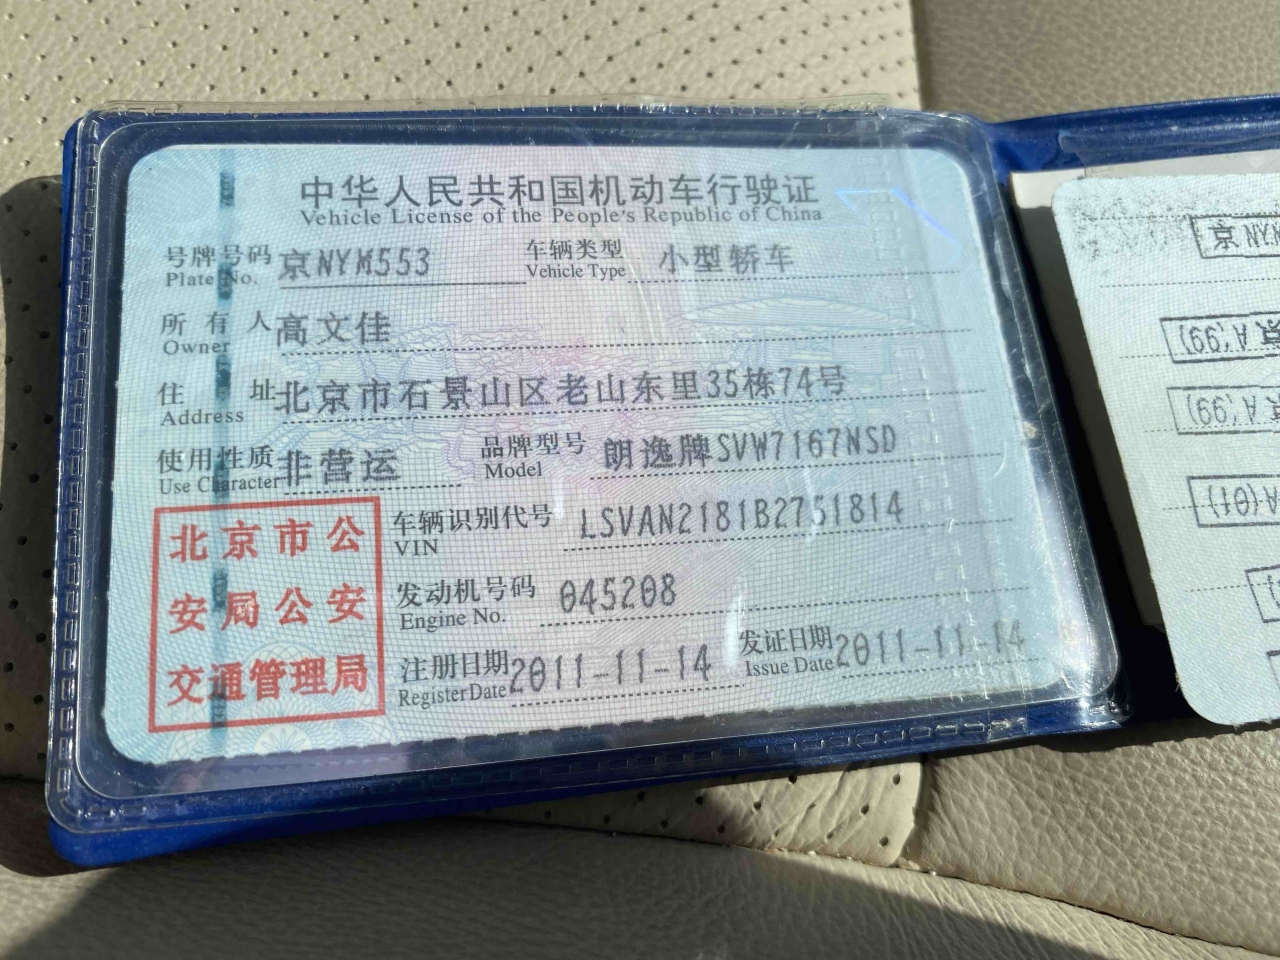 中华人民共和国机动车行驶证
Vehicle License of the People's Republic of China
号牌号码 京NYM553 车辆类型 小型轿车
Plate No. Vehicle Type
所有人 高文佳
Owner
住址 北京市石景山区老山东里35栋74号
Address
使用性质 非营运 品牌型号 朗逸牌SVW7167NSD
Use Character Model
北京市公
安局公安
交通管理局
车辆识别代号 LSVAN2181B2751814
VIN
发动机号码 045208
Engine No.
注册日期 2011-11-14 发证日期 2011-11-14
Register Date Issue Date
京NYM